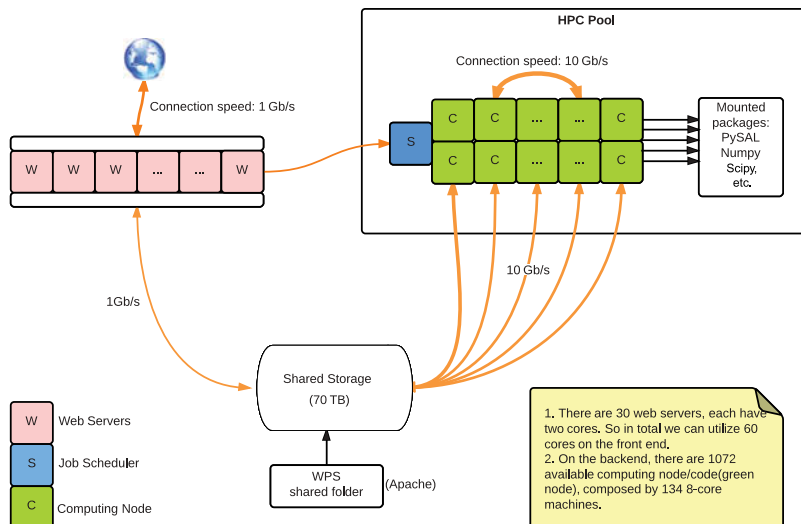 HPC Pool
Connection speed: 10 Gb/s
Connection speed: 1 Gb/s
Mounted
packages:
PySAL
Numpy
Scipy,
etc.
S
C C ... ... C
C C ... ... C
W W W ... ... W
10 Gb/s
1Gb/s
Shared Storage
(70 TB)
WPS
shared folder
(Apache)
W Web Servers
S Job Scheduler
C Computing Node
1. There are 30 web servers, each have
two cores. So in total we can utilize 60
cores on the front end.
2. On the backend, there are 1072
available computing node/code(green
node), composed by 134 8-core
machines.